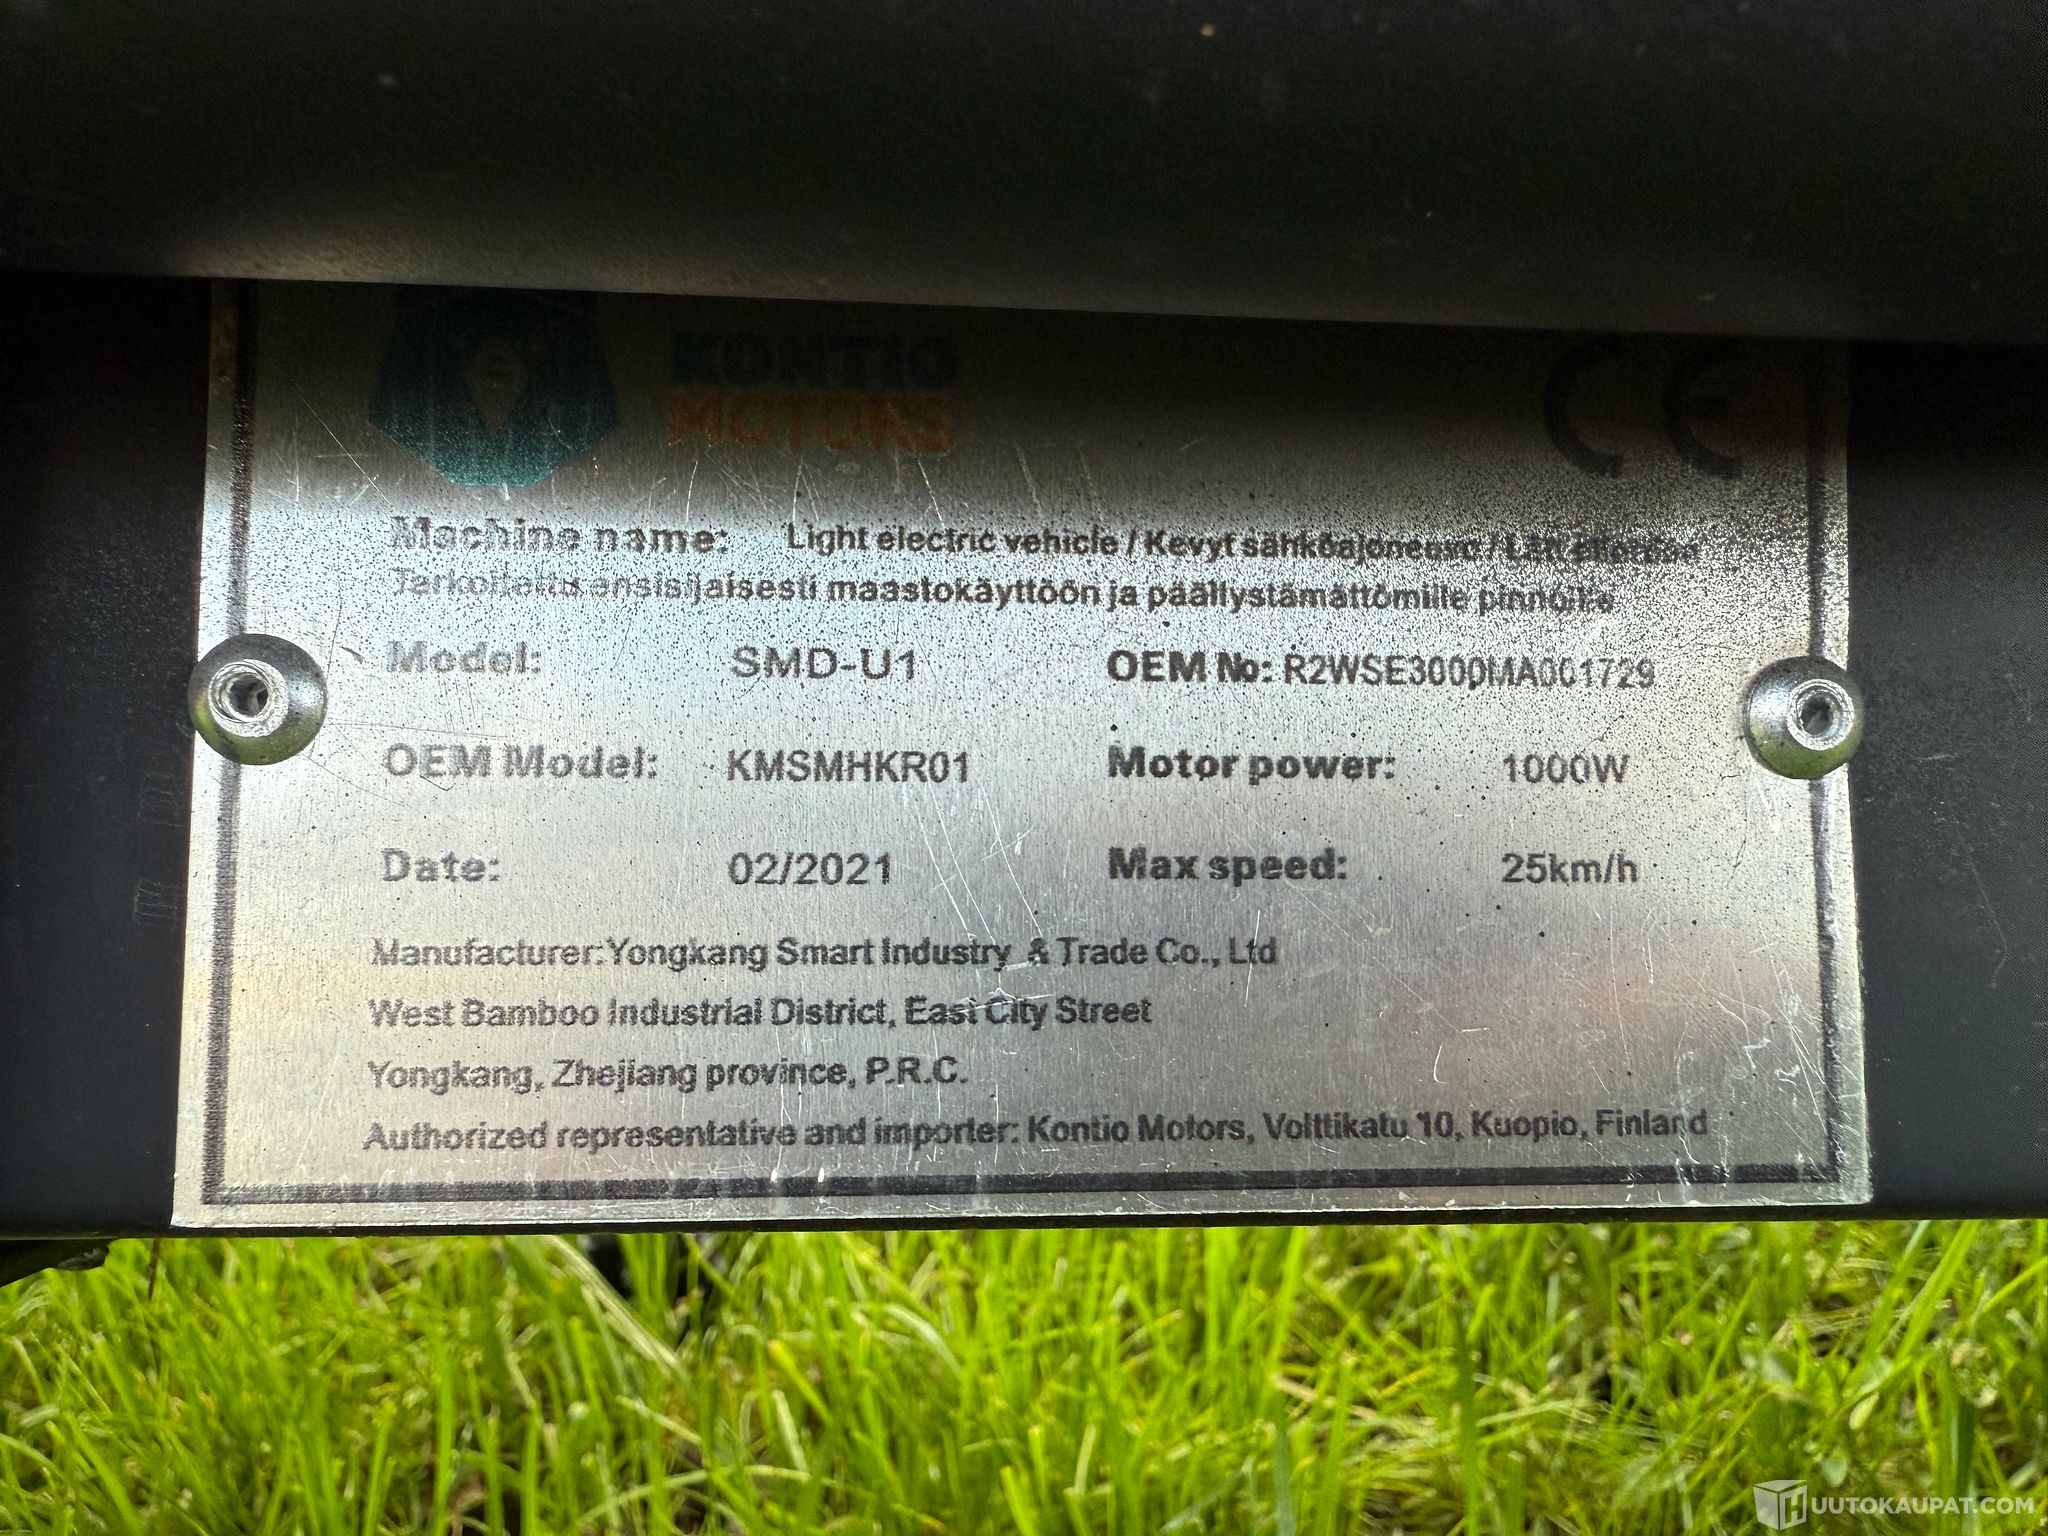 KONTIO
MOTORS
CE
Machine name: Light electric vehicle / Kevyt sähköajoneuvo / Lätt
Tarkoitettu ensisijaisesti maastokäyttöön ja päällystämättömille pinnoille
Model: SMD-U1 OEM No: R2WSE3000MA001729
OEM Model: KMSMHKR01 Motor power: 1000W
Date: 02/2021 Max speed: 25km/h
Manufacturer:Yongkang Smart Industry & Trade Co., Ltd
West Bamboo Industrial District, East City Street
Yongkang, Zhejiang province, P.R.C.
Authorized representative and importer: Kontio Motors, Volttikatu 10, Kuopio, Finland
HUUTOKAUPAT.COM